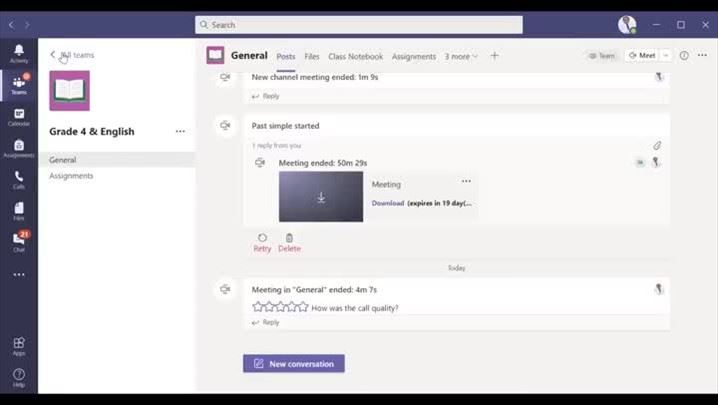 Search
Activity
Teams
Calendar
Assignments
Calls
Files
21
Chat
Apps
Help
All teams
Grade 4 & English
General
Assignments
General
Posts
Files
Class Notebook
Assignments
3 more
Team
Meet
New channel meeting ended: 1m 9s
Reply
Past simple started
1 reply from you
Meeting ended: 50m 29s
Meeting
Download (expires in 19 day(...
Retry
Delete
Today
Meeting in "General" ended: 4m 7s
How was the call quality?
Reply
New conversation